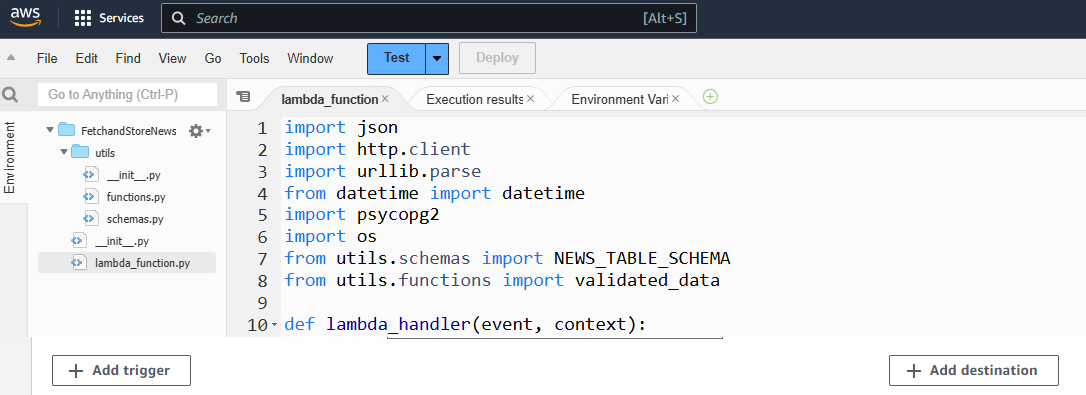 aws
Services
Search
[Alt+S]
File Edit Find View Go Tools Window Test Deploy
Go to Anything (Ctrl-P)
lambda_function Execution results Environment Vari
Environment
FetchandStoreNews
utils
__init__.py
functions.py
schemas.py
__init__.py
lambda_function.py
1 import json
2 import http.client
3 import urllib.parse
4 from datetime import datetime
5 import psycopg2
6 import os
7 from utils.schemas import NEWS_TABLE_SCHEMA
8 from utils.functions import validated_data
9
10 def lambda_handler(event, context):
+ Add trigger
+ Add destination